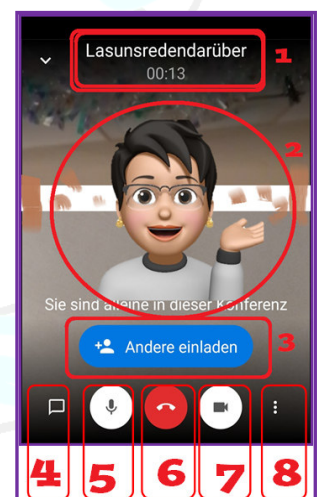 Lasunsredendarüber
1
00:13
2
Sie sind alleine in dieser Konferenz
Andere einladen
3
4 5 6 7 8